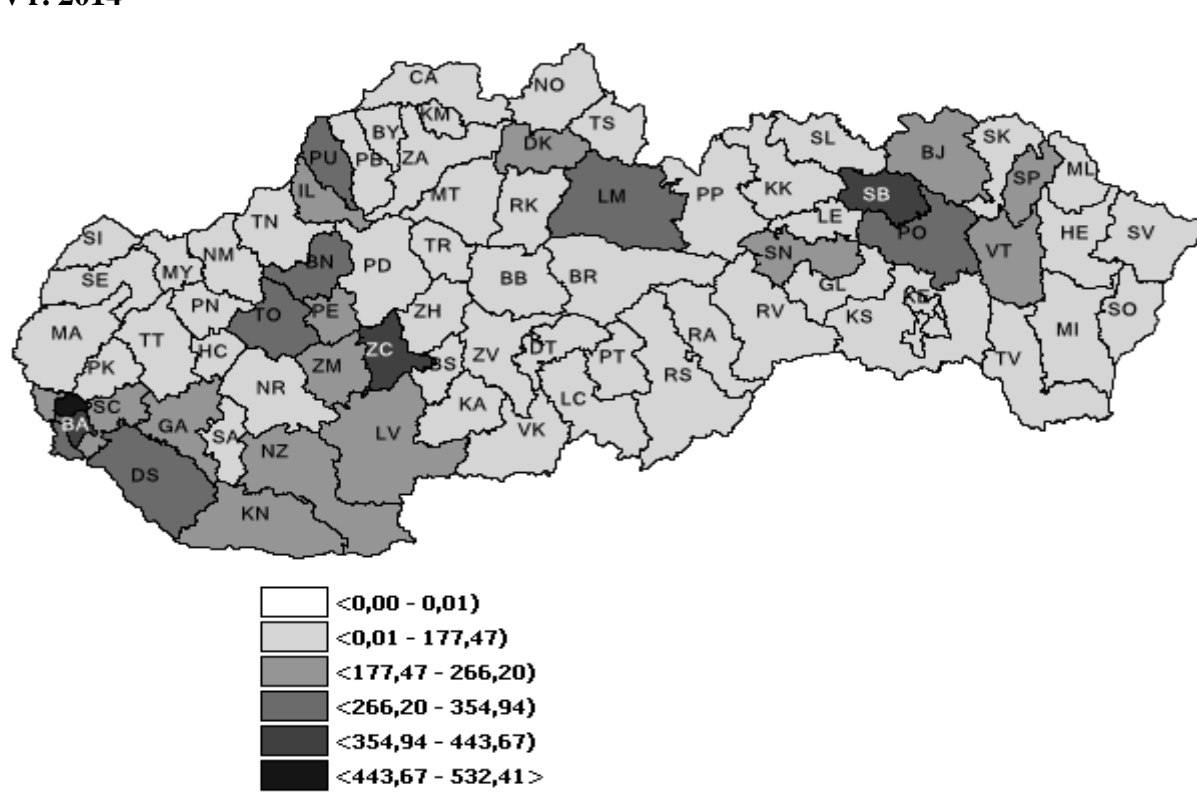 v r. 2014
CA
NO
KM
TS
BY
PU
PB
ZA
DK
SL
BJ
SK
ML
SP
IL
MT
RK
LM
PP
KK
SB
LE
HE
SV
TN
SI
TR
PO
VT
NM
BN
PD
BB
BR
SN
SE
MY
GL
PN
TO
PE
ZH
RV
KS
KE
SO
MA
TT
HC
ZC
BS
ZV
DT
PT
RA
MI
TV
PK
ZM
NR
RS
SC
KA
LC
BA
GA
SA
LV
VK
NZ
DS
KN
<0,00 - 0,01)
<0,01 - 177,47)
<177,47 - 266,20)
<266,20 - 354,94)
<354,94 - 443,67)
<443,67 - 532,41>